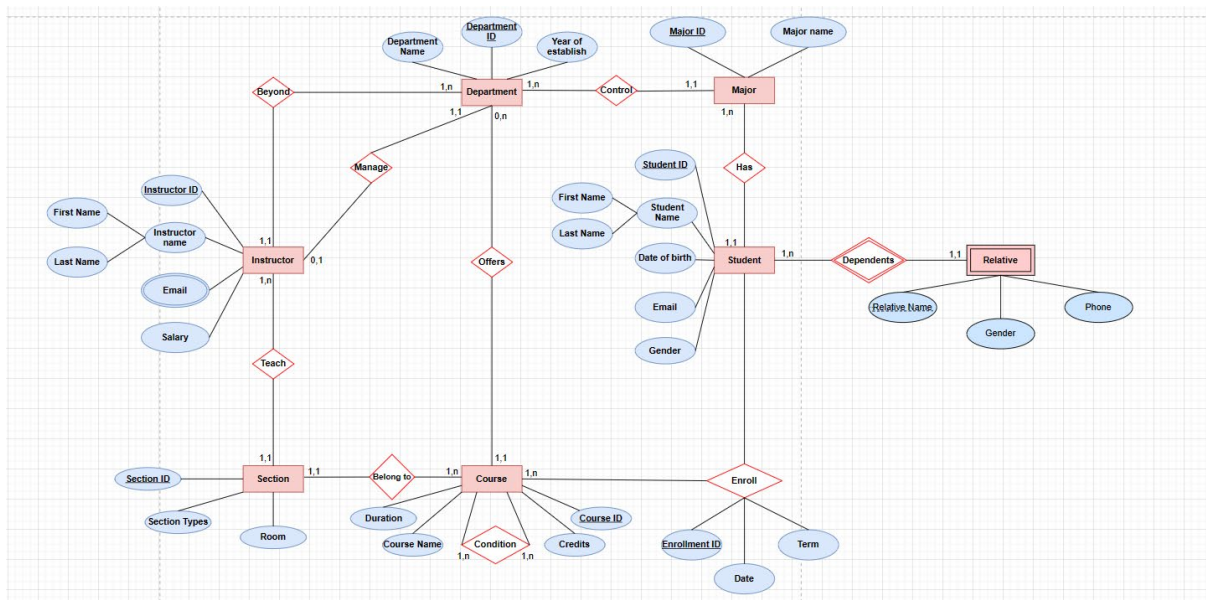 Department
ID
Department
Name
Year of
establish
Major ID
Major name
Beyond
1,n
Department
1,n
Control
1,1
Major
1,1
0,n
1,n
Manage
Has
Student ID
Instructor ID
First Name
Student
Name
First Name
Instructor
name
Last Name
1,1
1,1
Last Name
Instructor
0,1
Offers
Date of birth
Student
1,n
Dependents
1,1
Relative
1,n
Email
Email
Relative Name
Phone
Gender
Salary
Gender
Teach
1,1
1,1
Section ID
Section
1,1
Belong to
1,n
Course
1,n
Enroll
Section Types
Duration
Course ID
Room
Course Name
Condition
Credits
Enrollment ID
Term
1,n
1,n
Date